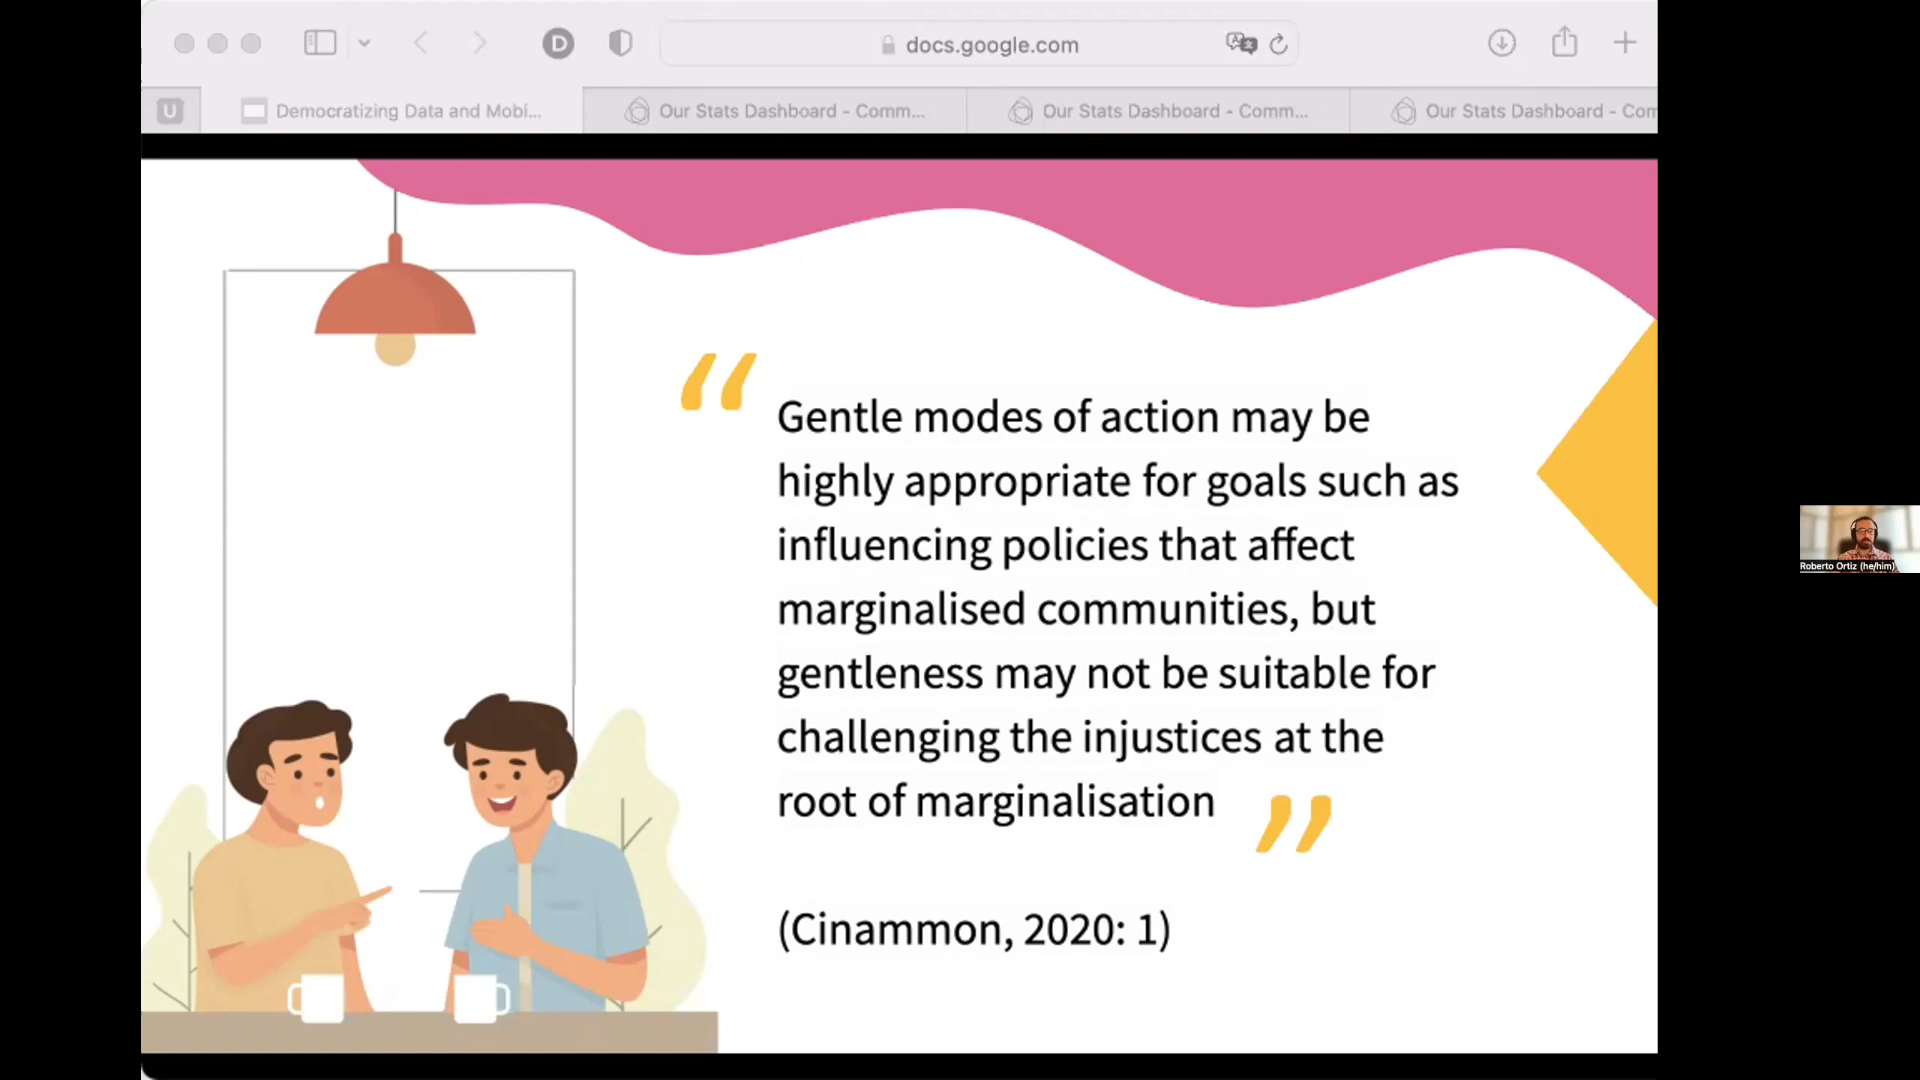 D
docs.google.com
U
Democratizing Data and Mobi...
Our Stats Dashboard - Comm...
Our Stats Dashboard - Comm...
Our Stats Dashboard - Com
“
Gentle modes of action may be
highly appropriate for goals such as
influencing policies that affect
marginalised communities, but
gentleness may not be suitable for
challenging the injustices at the
root of marginalisation ”
(Cinammon, 2020: 1)
Roberto Ortiz (he/him)